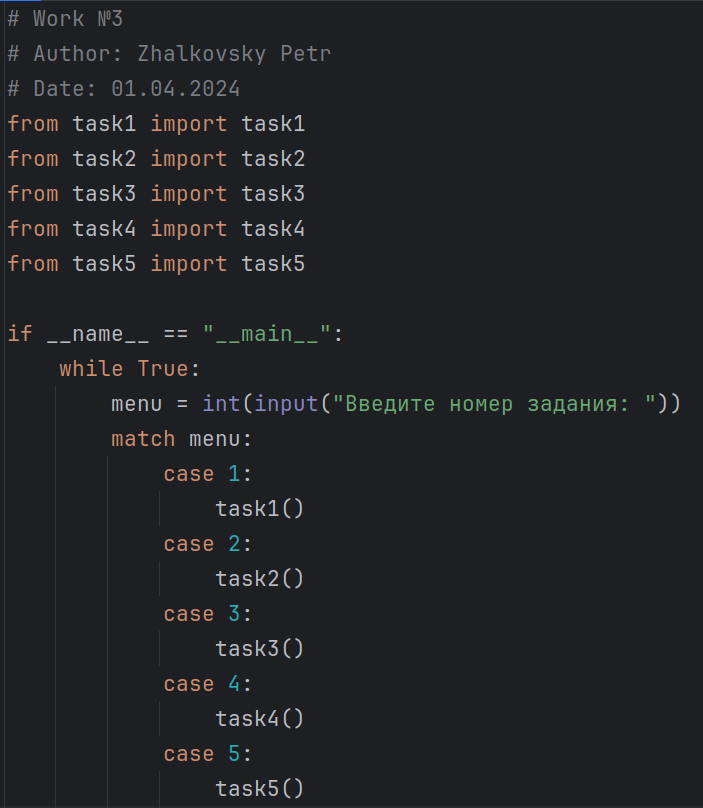 # Work №3
# Author: Zhalkovsky Petr
# Date: 01.04.2024
from task1 import task1
from task2 import task2
from task3 import task3
from task4 import task4
from task5 import task5

if __name__ == "__main__":
    while True:
        menu = int(input("Введите номер задания: "))
        match menu:
            case 1:
                task1()
            case 2:
                task2()
            case 3:
                task3()
            case 4:
                task4()
            case 5:
                task5()